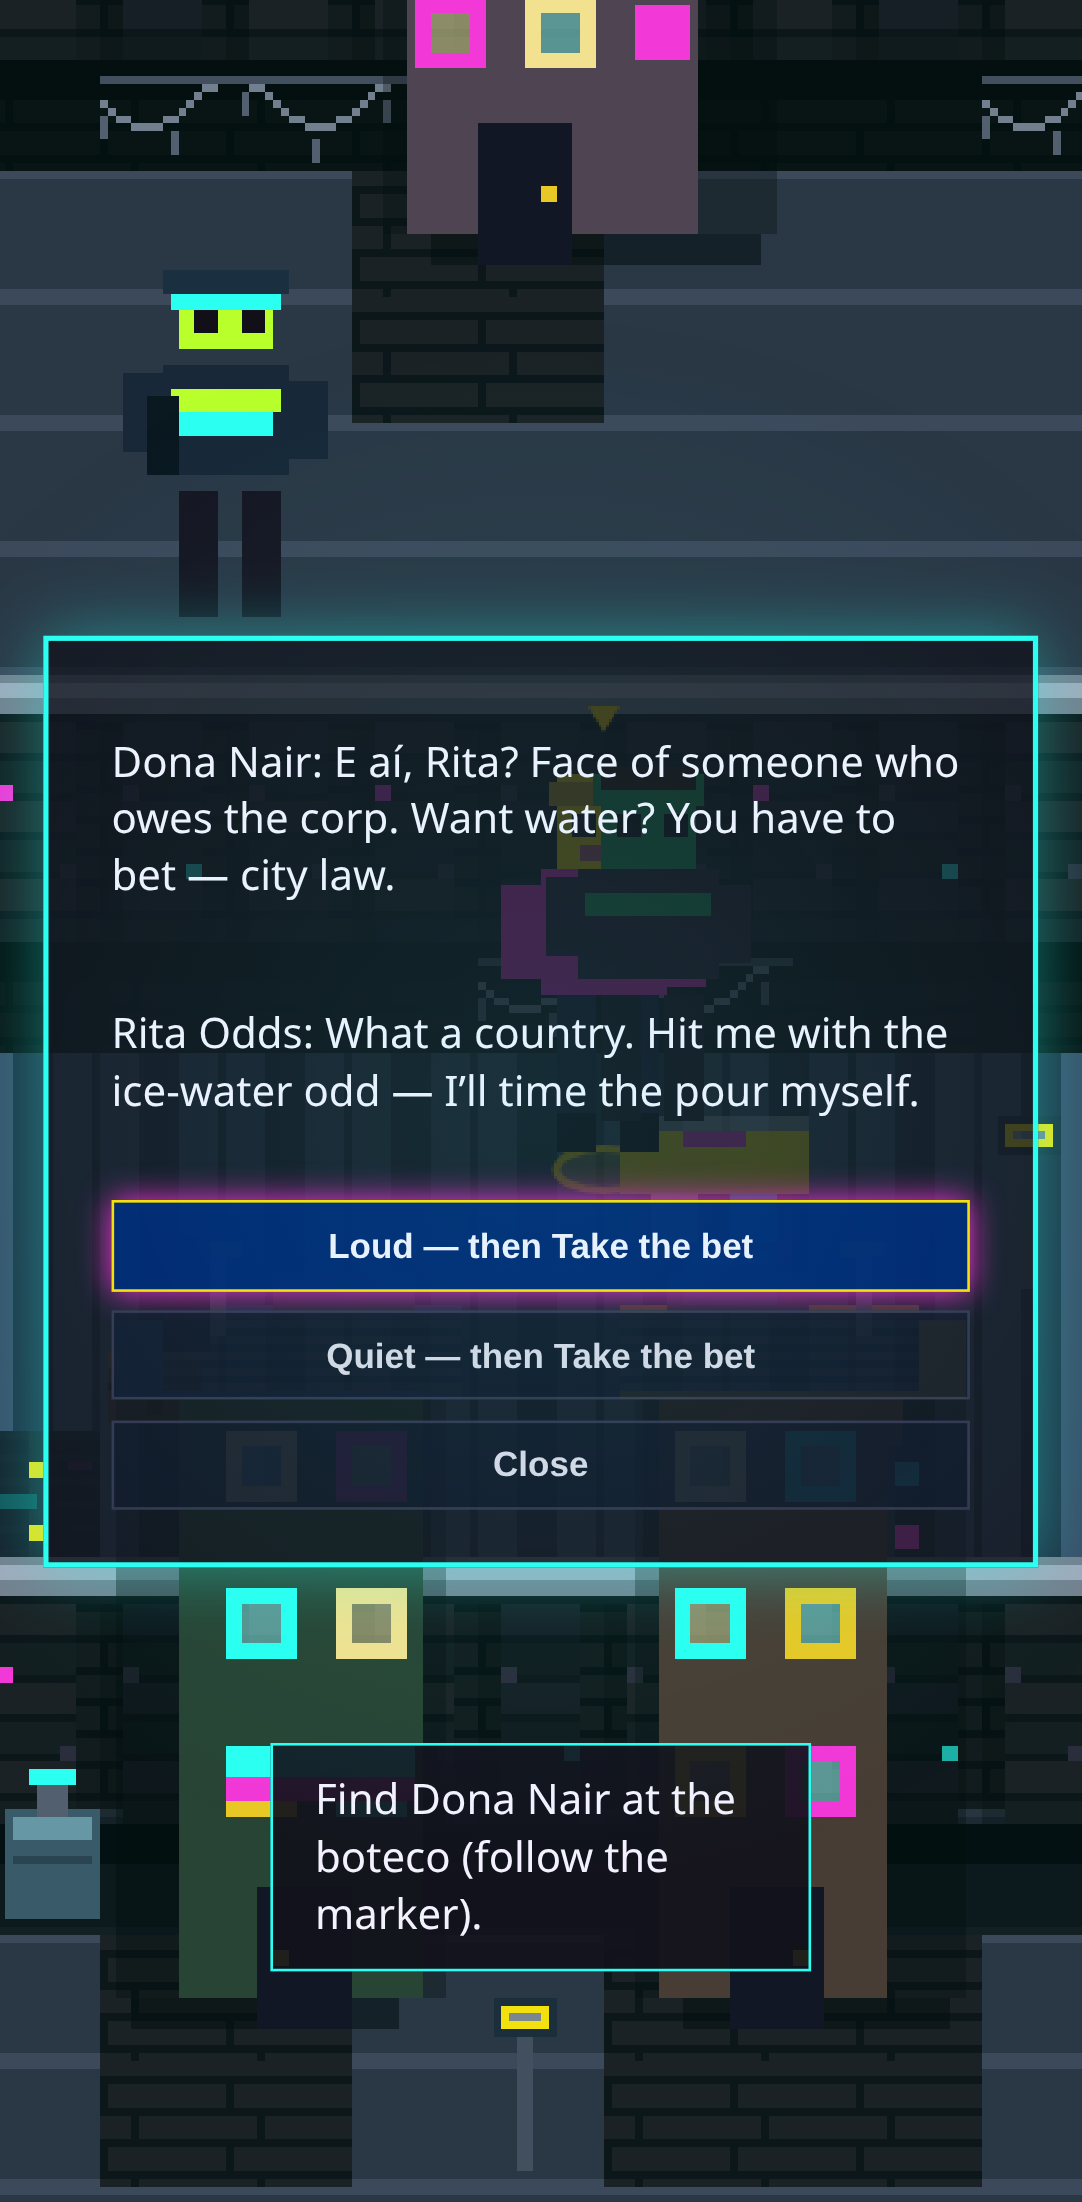 Dona Nair: E aí, Rita? Face of someone who
owes the corp. Want water? You have to
bet — city law.
Rita Odds: What a country. Hit me with the
ice-water odd — I’ll time the pour myself.
Loud — then Take the bet
Quiet — then Take the bet
Close
Find Dona Nair at the
boteco (follow the
marker).